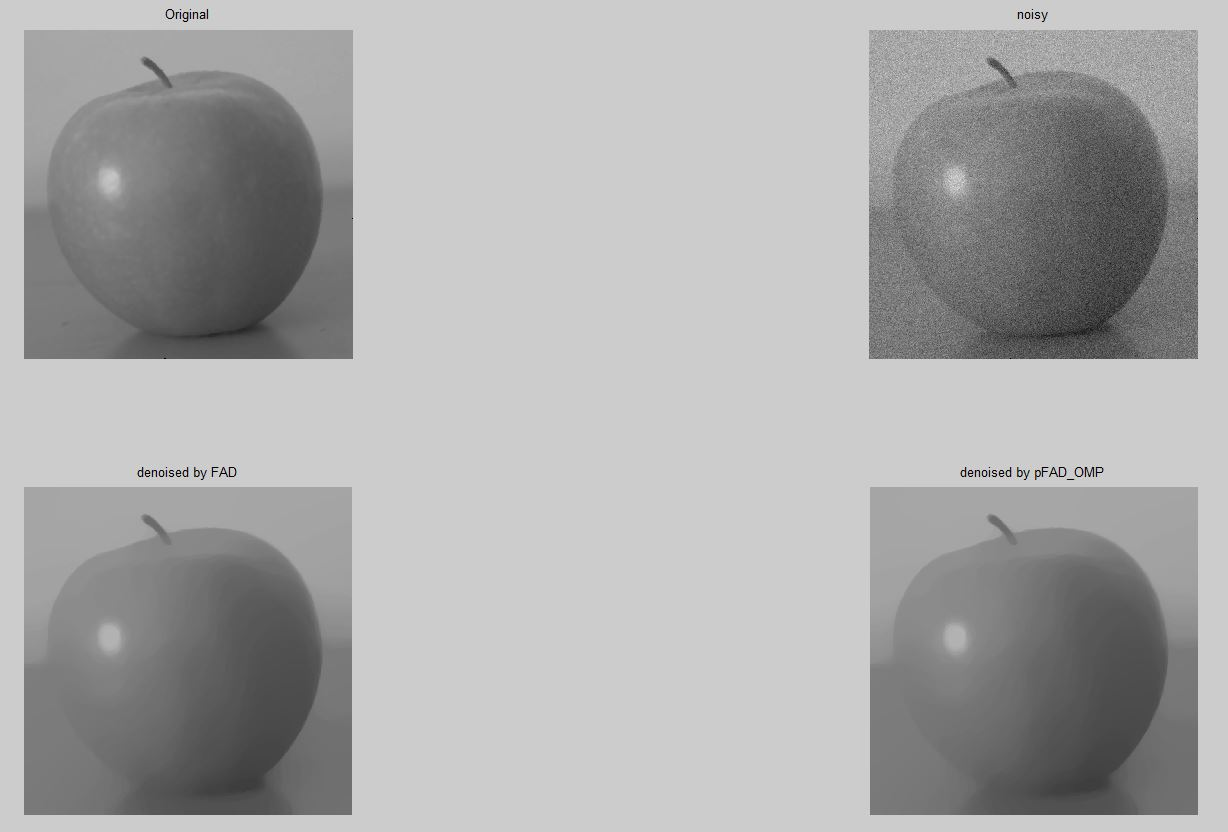 Original
noisy
denoised by FAD
denoised by pFAD_OMP